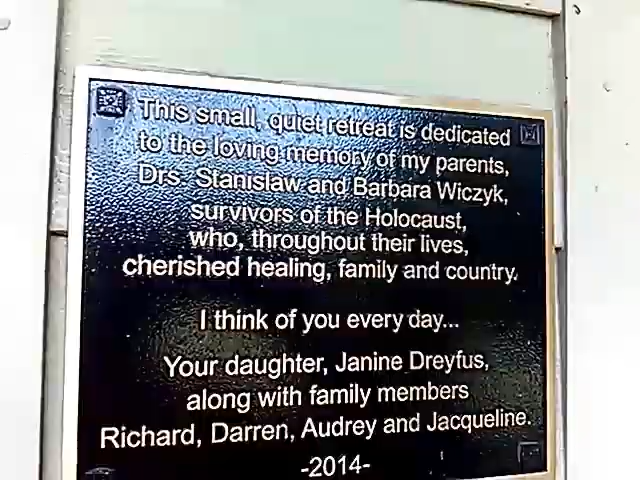 This small, quiet retreat is dedicated
to the loving memory of my parents,
Drs. Stanislaw and Barbara Wiczyk,
survivors of the Holocaust,
who, throughout their lives,
cherished healing, family and country.
I think of you every day...
Your daughter, Janine Dreyfus,
along with family members
Richard, Darren, Audrey and Jacqueline.
-2014-